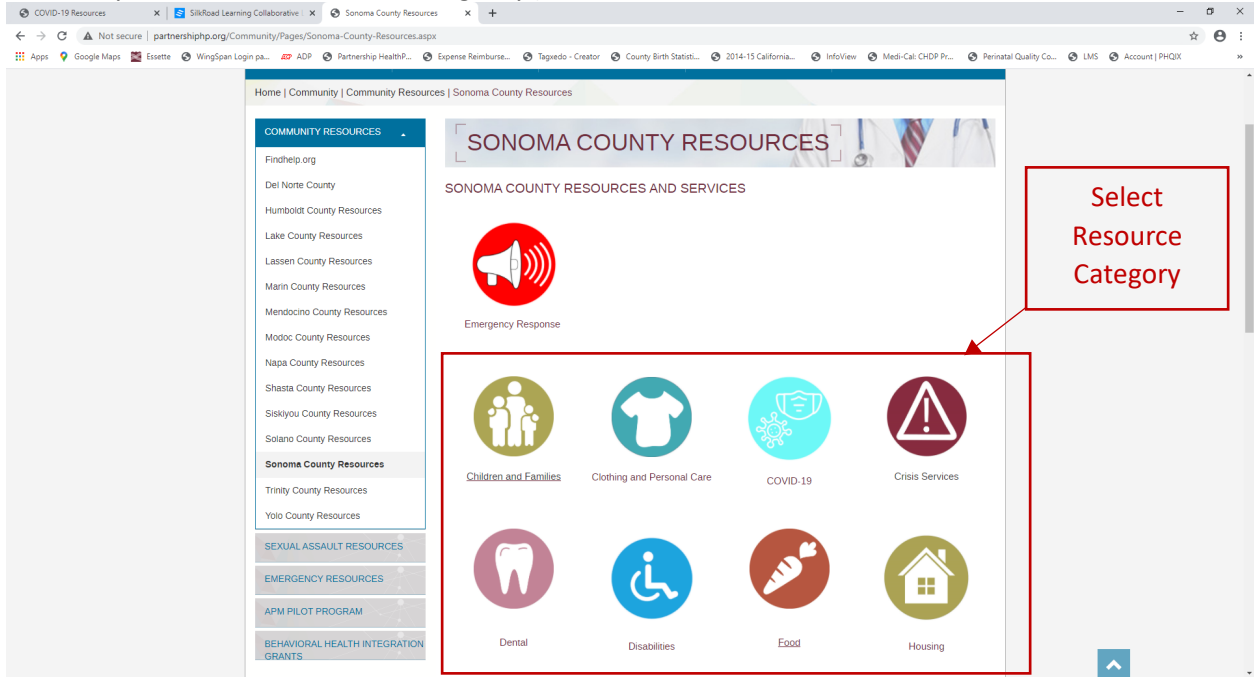 COVID-19 Resources
SilkRoad Learning Collaborative
Sonoma County Resources
Not secure | partnershiphp.org/Community/Pages/Sonoma-County-Resources.aspx
Apps Google Maps Essette WingSpan Login pa... ADP Partnership HealthP... Expense Reimburse... Tagxedo - Creator County Birth Statisti... 2014-15 California... InfoView Medi-Cal: CHDP Pr... Perinatal Quality Co... LMS Account | PHQIX »
Home | Community | Community Resources | Sonoma County Resources
COMMUNITY RESOURCES
Findhelp.org
Del Norte County
Humboldt County Resources
Lake County Resources
Lassen County Resources
Marin County Resources
Mendocino County Resources
Modoc County Resources
Napa County Resources
Shasta County Resources
Siskiyou County Resources
Solano County Resources
Sonoma County Resources
Trinity County Resources
Yolo County Resources
SEXUAL ASSAULT RESOURCES
EMERGENCY RESOURCES
APM PILOT PROGRAM
BEHAVIORAL HEALTH INTEGRATION
GRANTS
SONOMA COUNTY RESOURCES
SONOMA COUNTY RESOURCES AND SERVICES
Emergency Response
Children and Families
Clothing and Personal Care
COVID-19
Crisis Services
Dental
Disabilities
Food
Housing
Select
Resource
Category